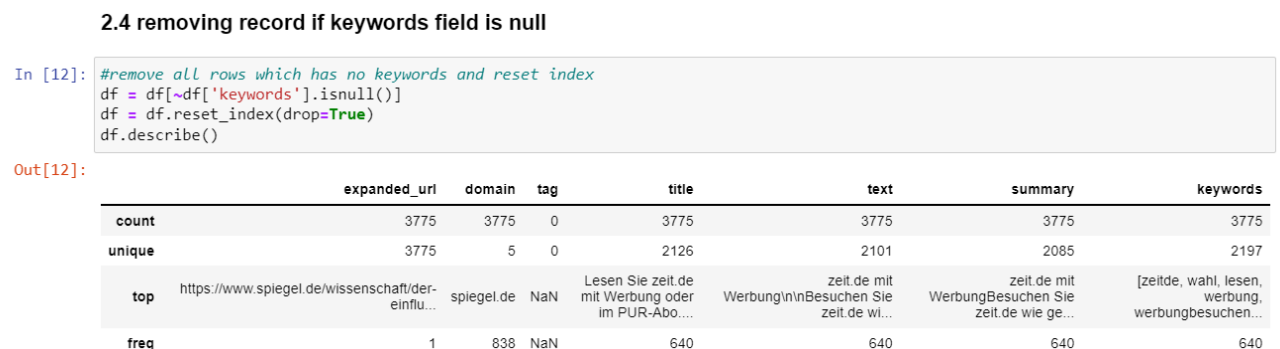 2.4 removing record if keywords field is null
In [12]: #remove all rows which has no keywords and reset index
df = df[~df['keywords'].isnull()]
df = df.reset_index(drop=True)
df.describe()
Out[12]:
expanded_url domain tag title text summary keywords
count 3775 3775 0 3775 3775 3775 3775
unique 3775 5 0 2126 2101 2085 2197
top https://www.spiegel.de/wissenschaft/der-einflu... spiegel.de NaN Lesen Sie zeit.de mit Werbung oder im PUR-Abo.... zeit.de mit Werbung\n\nBesuchen Sie zeit.de wi... zeit.de mit WerbungBesuchen Sie zeit.de wie ge... [zeitde, wahl, lesen, werbung, werbungbesuchen...
freq 1 838 NaN 640 640 640 640